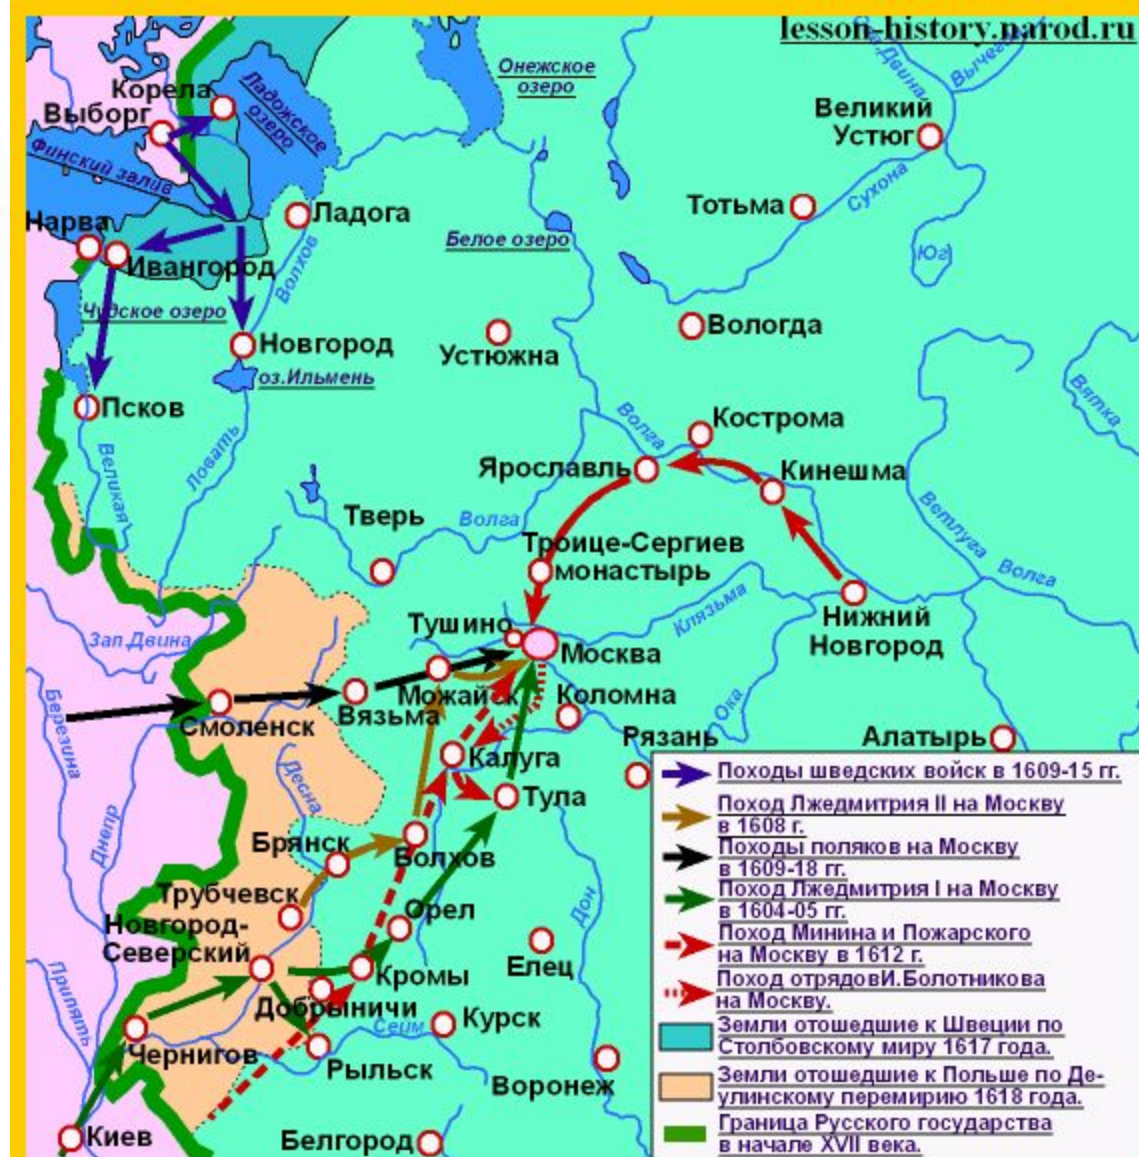 lesson-history.narod.ru
Онежское
озеро
Ладожское
озеро
Корела
Выборг
Финский залив
Вычегда
Великий
Устюг
Сухона
Тотьма
Юг
Нарва
Ладога
Белое озеро
Ивангород
Волхов
Чудское озеро
Новгород
оз.Ильмень
Устюжна
Вологда
Псков
Великая
Ловать
Вятка
Волга
Кострома
Ярославль
Кинешма
Ветлуга
Тверь
Волга
Волга
Троице-Сергиев
монастырь
Клязьма
Нижний
Новгород
Тушино
Москва
Зап.Двина
Можайск
Коломна
Березина
Смоленск
Вязьма
Ока
Рязань
Алатырь
Калуга
Десна
Днепр
Тула
Брянск
Волхов
Трубчевск
Дон
Новгород-
Северский
Орел
Елец
Кромы
Добрыничи
Припять
Сейм
Курск
Чернигов
Рыльск
Воронеж
Киев
Белгород
Походы шведских войск в 1609-15 гг.
Поход Лжедмитрия II на Москву
в 1608 г.
Походы поляков на Москву
в 1609-18 гг.
Поход Лжедмитрия I на Москву
в 1604-05 гг.
Поход Минина и Пожарского
на Москву в 1612 г.
Поход отрядовИ.Болотникова
на Москву.
Земли отошедшие к Швеции по
Столбовскому миру 1617 года.
Земли отошедшие к Польше по Де-
улинскому перемирию 1618 года.
Граница Русского государства
в начале XVII века.